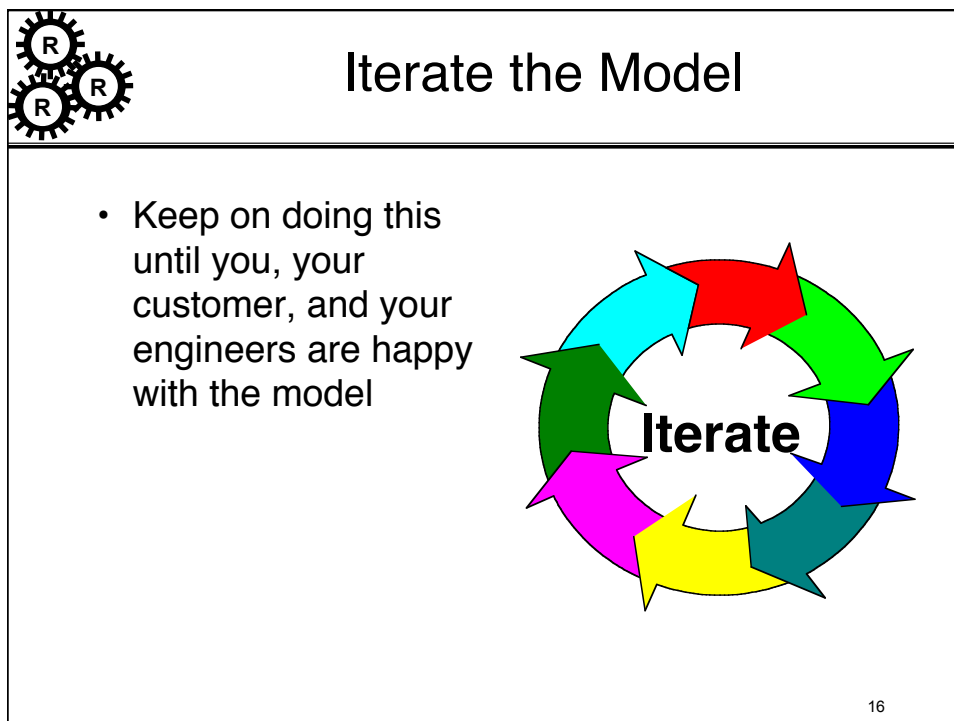 R
R
R
Iterate the Model
• Keep on doing this
until you, your
customer, and your
engineers are happy
with the model
Iterate
16